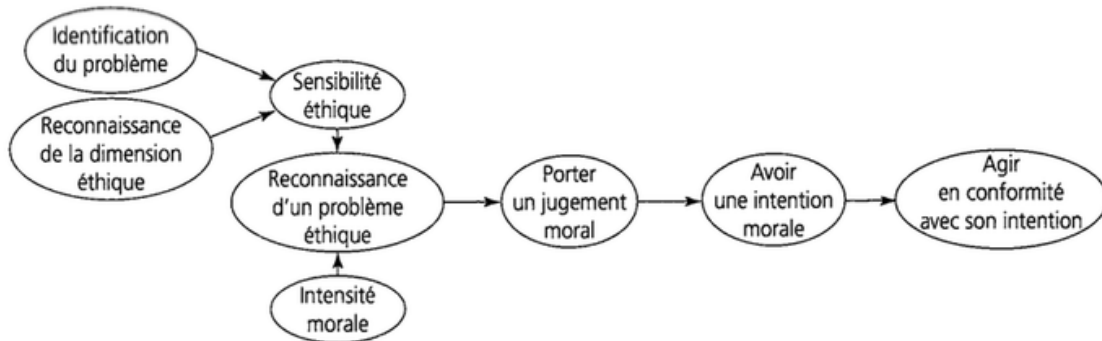 Identification
du problème
Sensibilité
éthique
Reconnaissance
de la dimension
éthique
Reconnaissance
d'un problème
éthique
Intensité
morale
Porter
un jugement
moral
Avoir
une intention
morale
Agir
en conformité
avec son intention